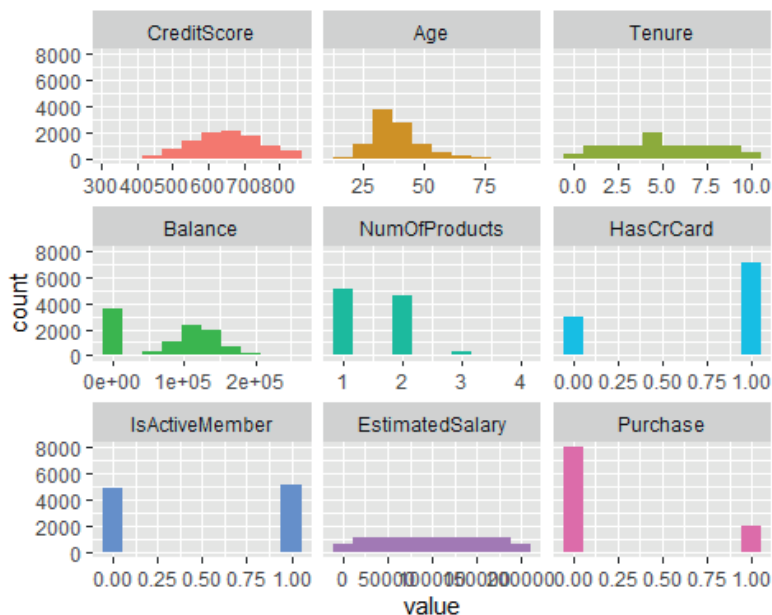 CreditScore Age Tenure
8000
6000
4000
2000
0
300 400 500 600 700 800 25 50 75 0.0 2.5 5.0 7.5 10.0
Balance NumOfProducts HasCrCard
8000
6000
4000
2000
0
0e+00 1e+05 2e+05 1 2 3 4 0.00 0.25 0.50 0.75 1.00
count
IsActiveMember EstimatedSalary Purchase
8000
6000
4000
2000
0
0.00 0.25 0.50 0.75 1.00 0 50000 100000 150000 200000 0.00 0.25 0.50 0.75 1.00
value